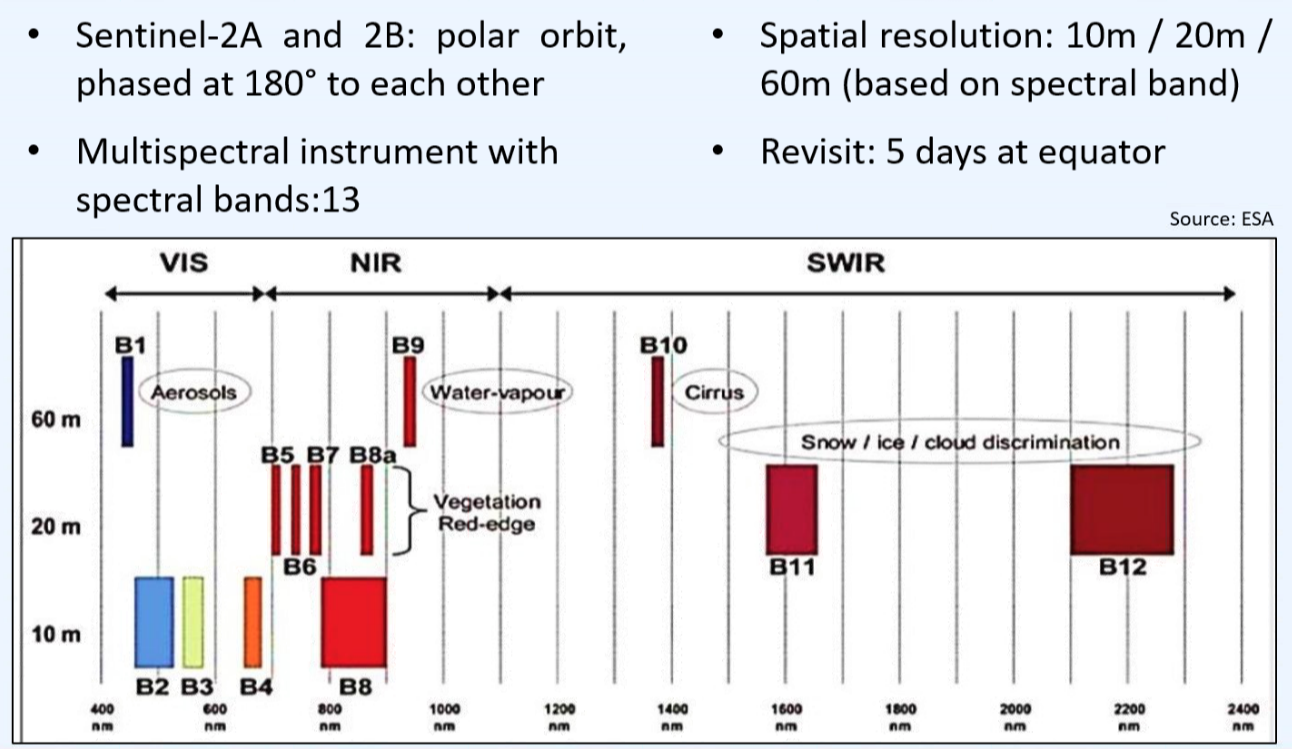 • Sentinel-2A and 2B: polar orbit,
phased at 180° to each other
• Multispectral instrument with
spectral bands:13
• Spatial resolution: 10m / 20m /
60m (based on spectral band)
• Revisit: 5 days at equator
Source: ESA
VIS NIR SWIR
B1 B9 B10
Aerosols Water-vapour Cirrus
60 m
Snow / ice / cloud discrimination
B5 B7 B8a
Vegetation
Red-edge
20 m
B6 B11 B12
10 m
B2 B3 B4 B8
400 600 800 1000 1200 1400 1600 1800 2000 2200 2400
nm nm nm nm nm nm nm nm nm nm nm